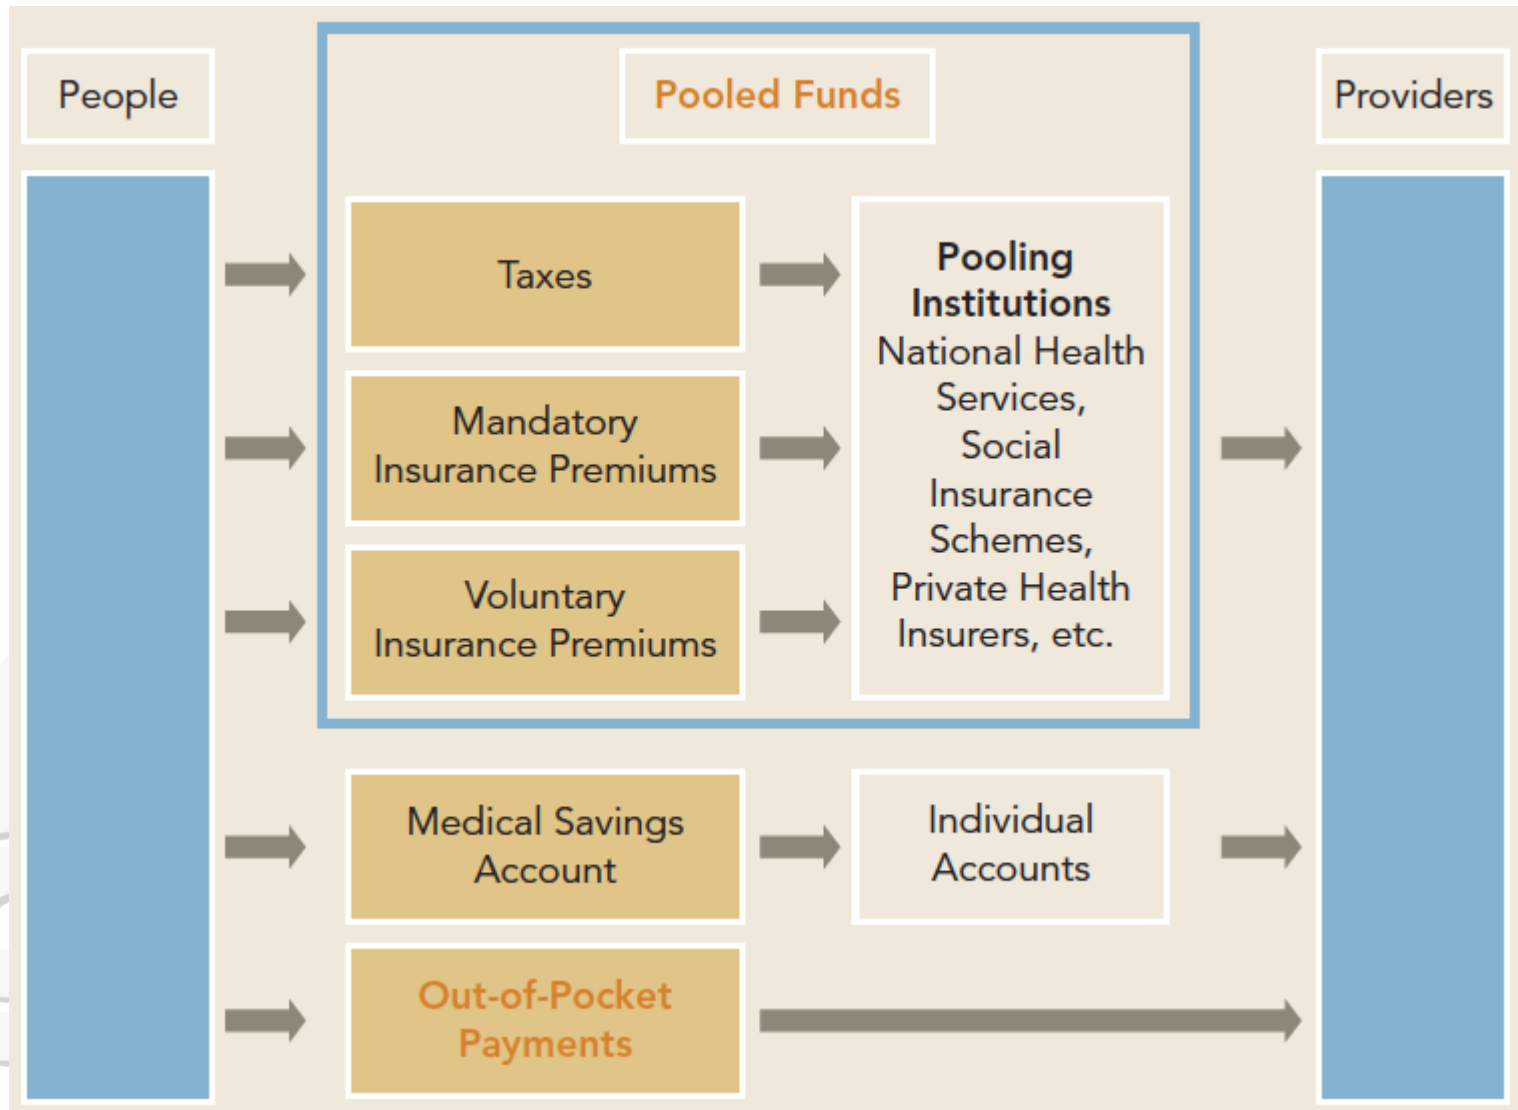 People
Pooled Funds
Providers
Taxes
Pooling
Institutions
National Health
Services,
Social
Insurance
Schemes,
Private Health
Insurers, etc.
Mandatory
Insurance Premiums
Voluntary
Insurance Premiums
Medical Savings
Account
Individual
Accounts
Out-of-Pocket
Payments